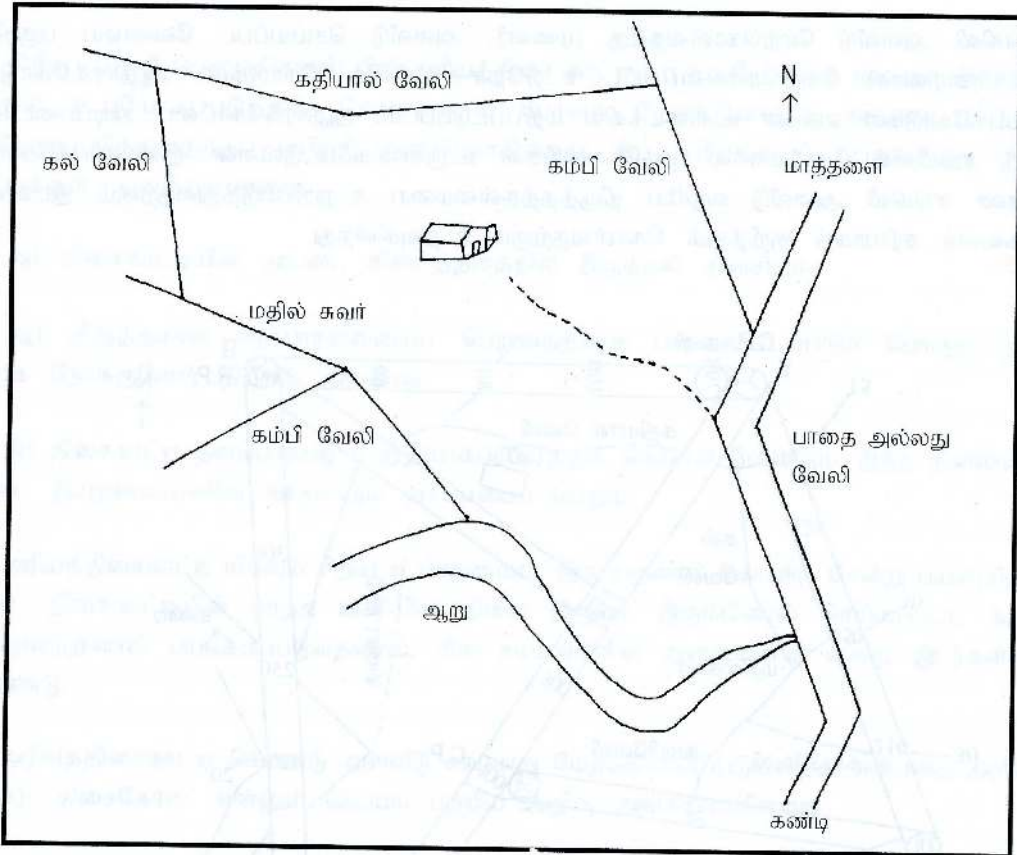 கதியால் வேலி
N
கல் வேலி
கம்பி வேலி
மாத்தளை
மதில் சுவர்
கம்பி வேலி
பாதை அல்லது
வேலி
ஆறு
கண்டி